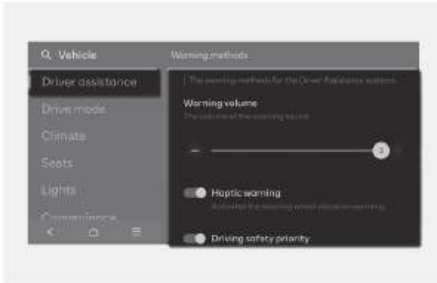 Vehicle
Warning methods
Driver assistance
The warning methods for the Driver Assistance systems.
Drive mode
Warning volume
The volume of the warning sound.
Climate
Seats
Lights
Haptic warning
Convenience
Driving safety priority